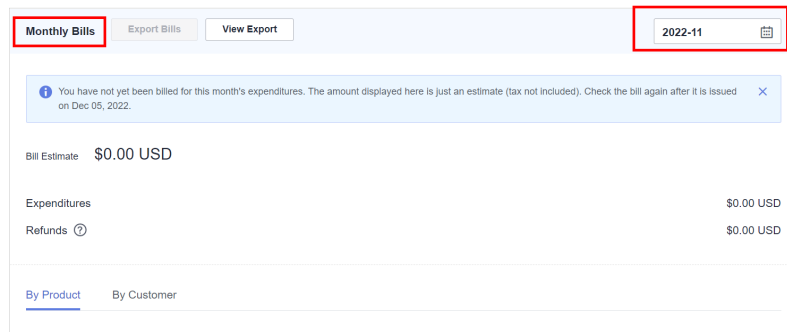 Monthly Bills Export Bills View Export 2022-11
You have not yet been billed for this month's expenditures. The amount displayed here is just an estimate (tax not included). Check the bill again after it is issued
on Dec 05, 2022.
Bill Estimate $0.00 USD
Expenditures $0.00 USD
Refunds $0.00 USD
By Product By Customer